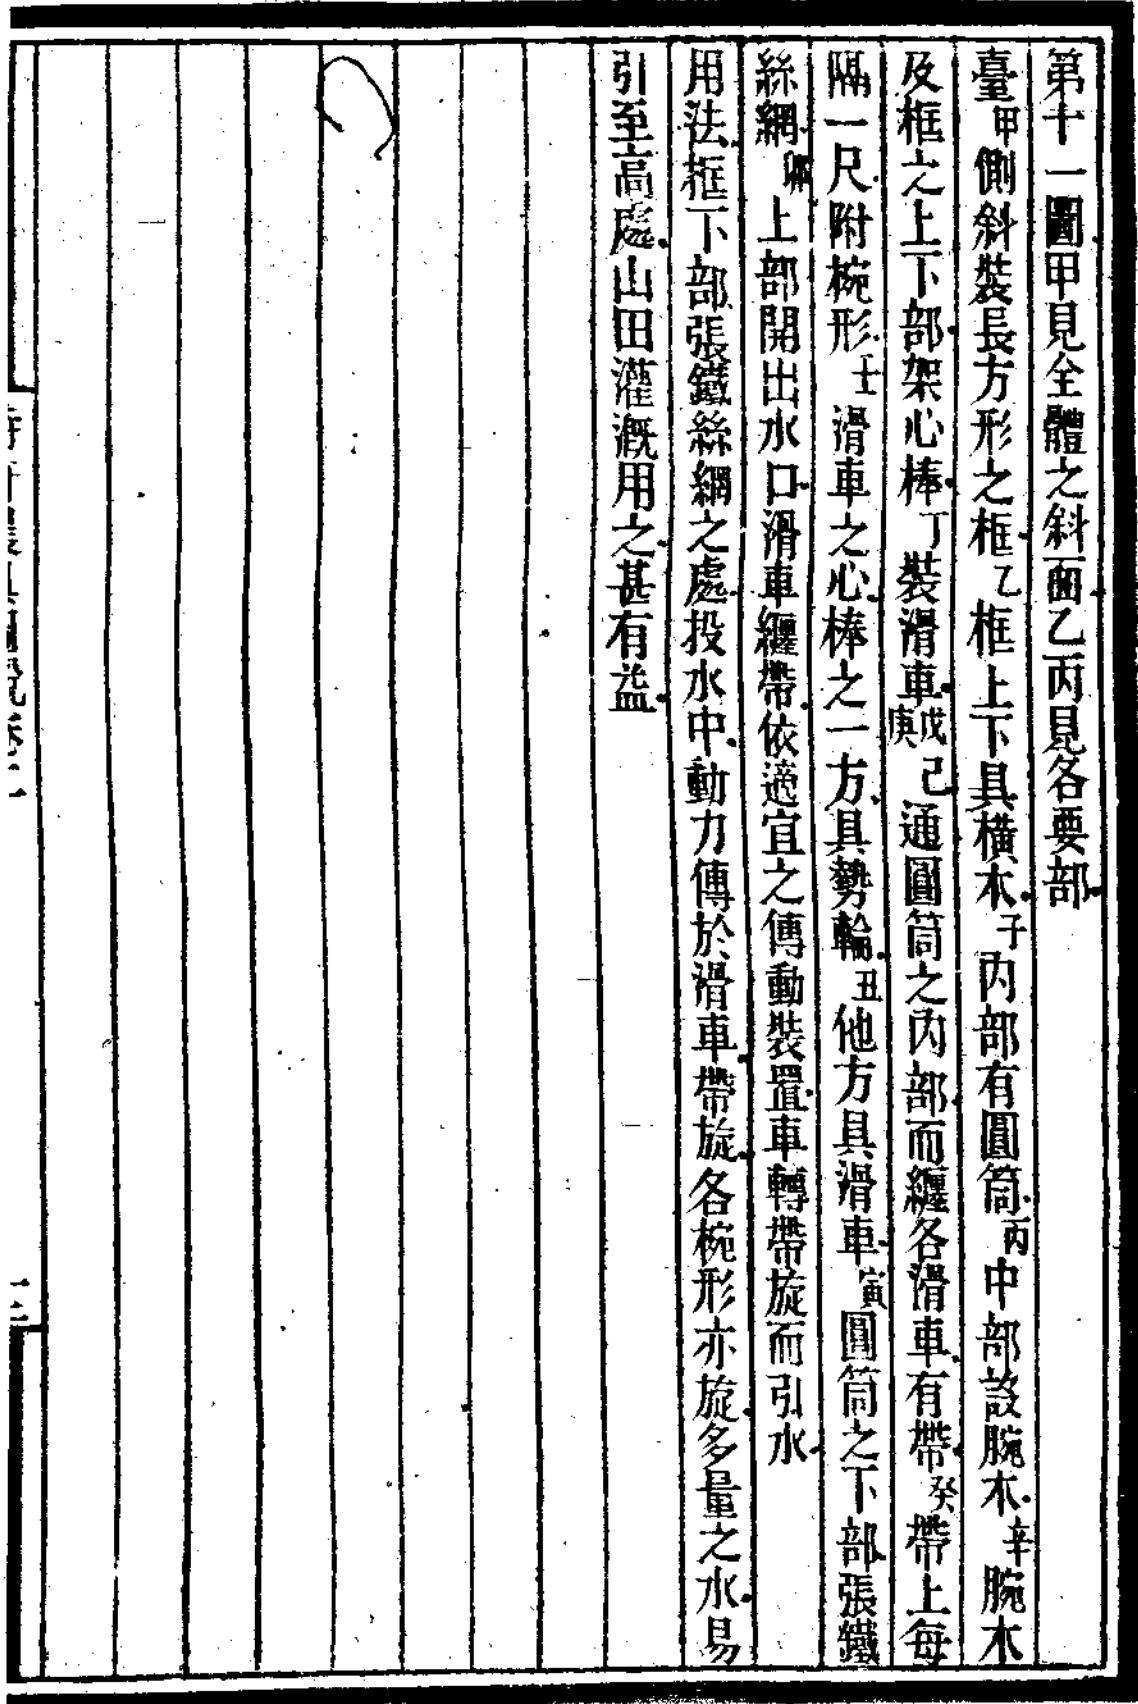 第十一圖甲見全體之斜面乙丙見各要部
臺甲側斜裝長方形之框乙框上下具橫木子內部有圓筒丙中部設腕木辛腕木
及框之上下部架心棒丁裝滑車戊己庚通圓筒之內部而纏各滑車有帶癸帶上每
隔一尺附椀形士滑車之心棒之一方具勢輪丑他方具滑車寅圓筒之下部張鐵
絲網卯上部開出水口滑車纏帶依適宜之傳動裝置車轉帶旋而引水
用法框下部張鐵絲網之處投水中動力傳於滑車帶旋各椀形亦旋多量之水易
引至高處山田灌漑用之甚有益